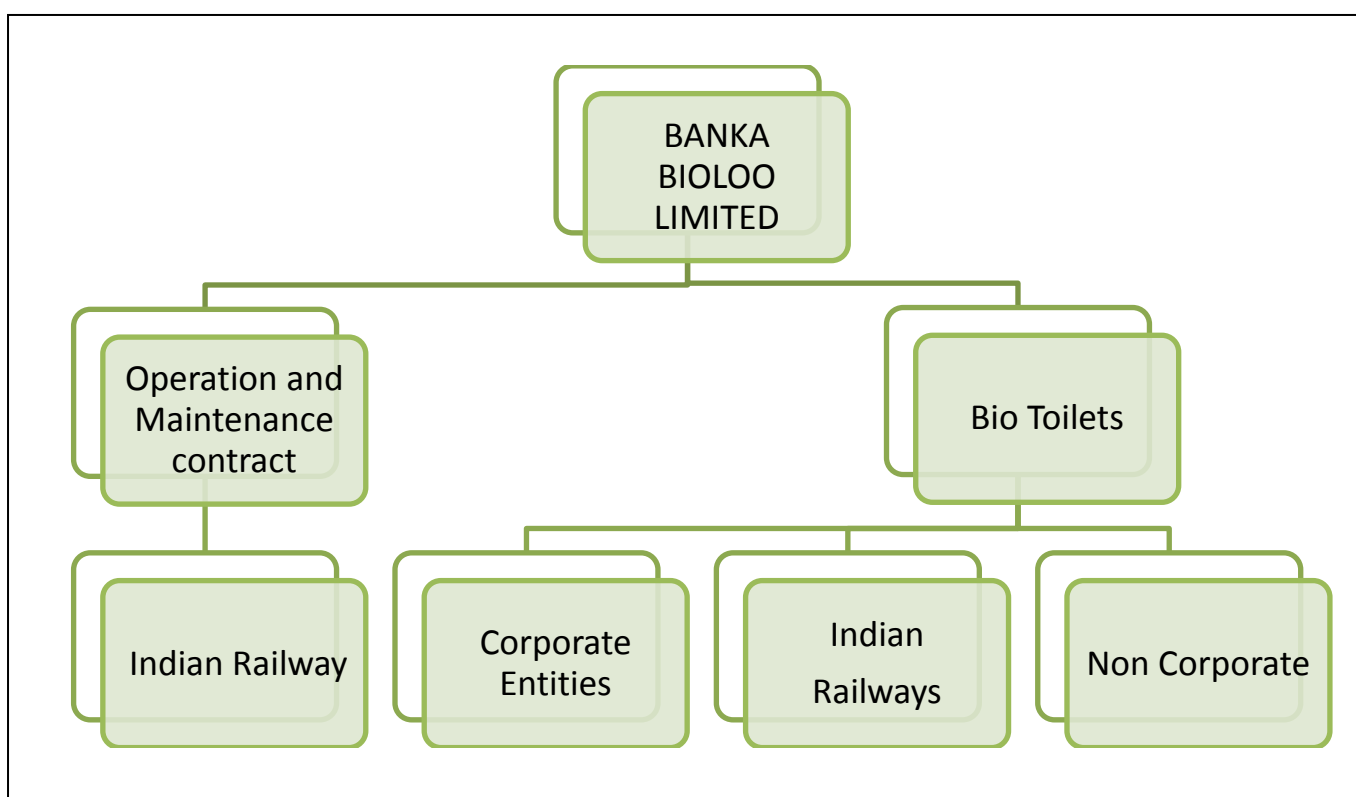 BANKA
BIOLOO
LIMITED
Operation and
Maintenance
contract
Bio Toilets
Indian Railway
Corporate
Entities
Indian
Railways
Non Corporate